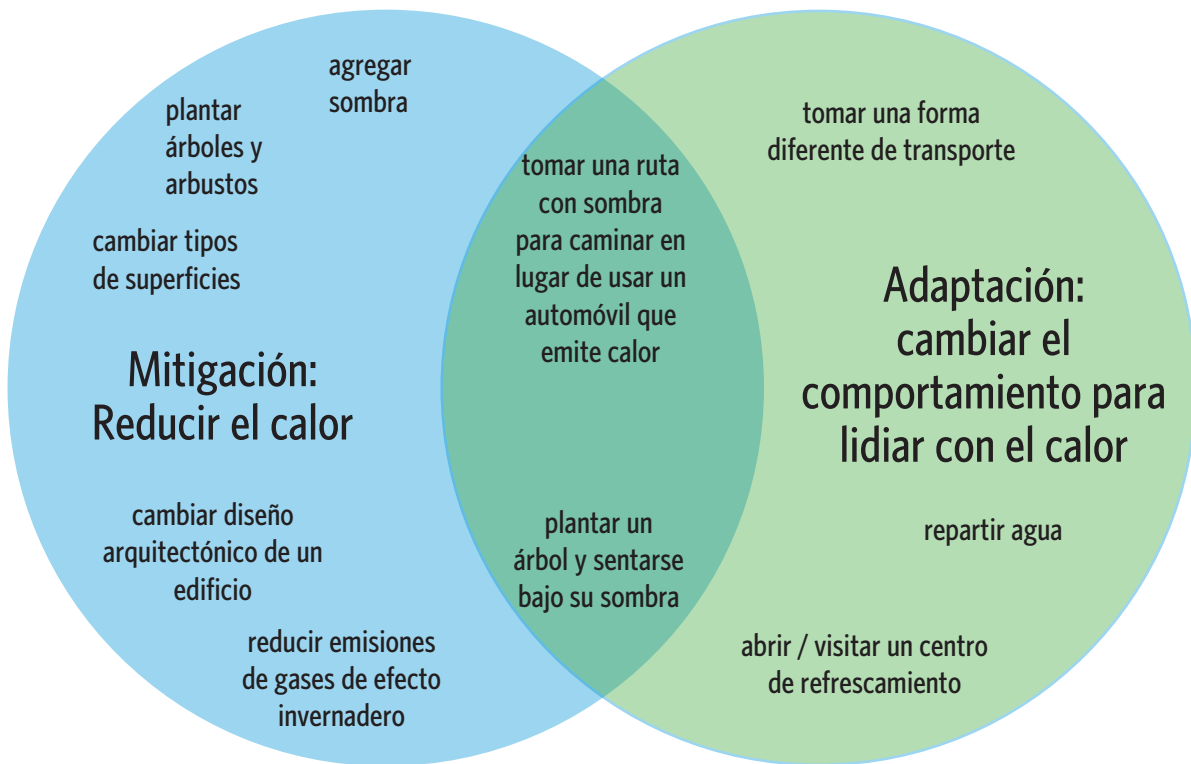 agregar
sombra
plantar
árboles y
arbustos
cambiar tipos
de superficies
Mitigación:
Reducir el calor
cambiar diseño
arquitectónico de un
edificio
reducir emisiones
de gases de efecto
invernadero
tomar una ruta
con sombra
para caminar en
lugar de usar un
automóvil que
emite calor
plantar un
árbol y sentarse
bajo su sombra
tomar una forma
diferente de transporte
Adaptación:
cambiar el
comportamiento para
lidiar con el calor
repartir agua
abrir / visitar un centro
de refrescamiento